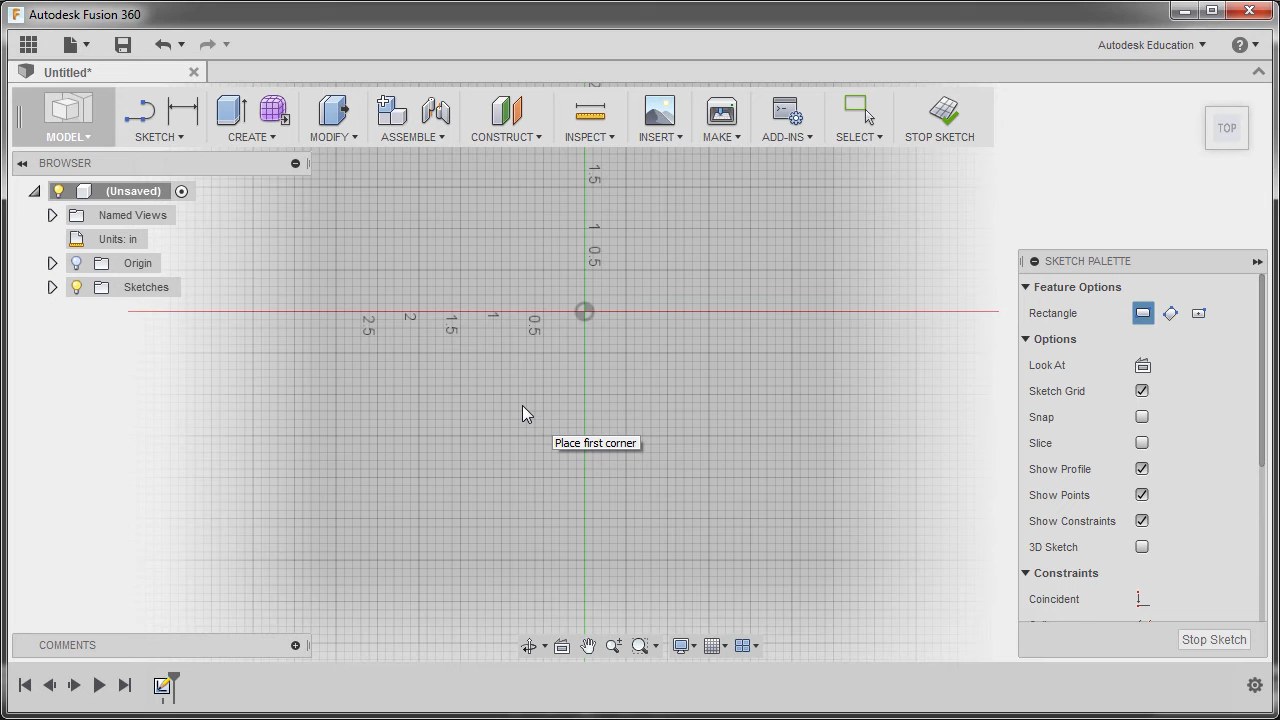 Autodesk Fusion 360
Autodesk Education
Untitled*
MODEL
SKETCH
CREATE
MODIFY
ASSEMBLE
CONSTRUCT
INSPECT
INSERT
MAKE
ADD-INS
SELECT
STOP SKETCH
TOP
BROWSER
(Unsaved)
Named Views
Units: in
Origin
Sketches
1.5
1
0.5
2.5
2
1.5
1
0.5
Place first corner
SKETCH PALETTE
Feature Options
Rectangle
Options
Look At
Sketch Grid
Snap
Slice
Show Profile
Show Points
Show Constraints
3D Sketch
Constraints
Coincident
Stop Sketch
COMMENTS